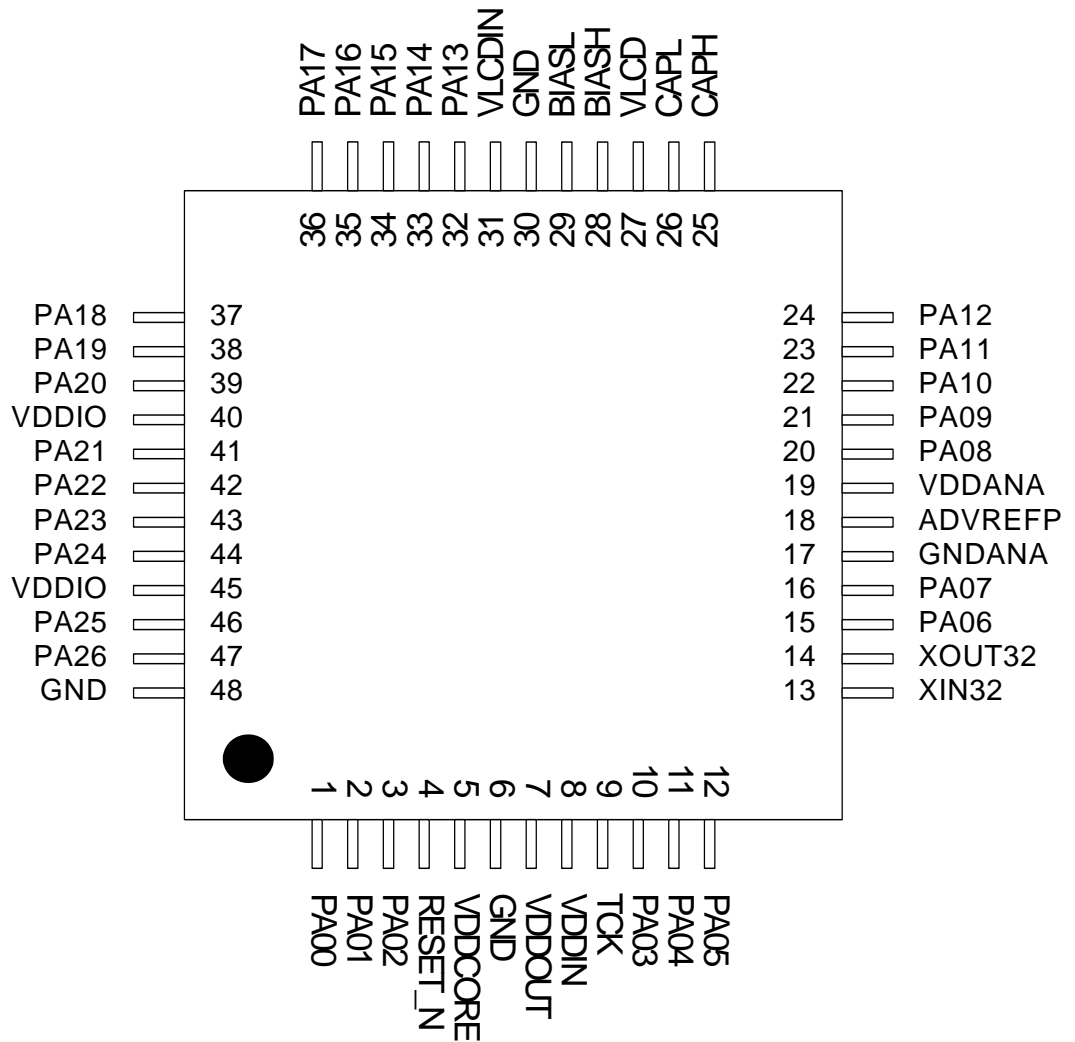 PA17 PA16 PA15 PA14 PA13 VLCDIN GND BIASL BIASH VLCD CAPL CAPH
36 35 34 33 32 31 30 29 28 27 26 25
PA18 37 24 PA12
PA19 38 23 PA11
PA20 39 22 PA10
VDDIO 40 21 PA09
PA21 41 20 PA08
PA22 42 19 VDDANA
PA23 43 18 ADVREFP
PA24 44 17 GNDANA
VDDIO 45 16 PA07
PA25 46 15 PA06
PA26 47 14 XOUT32
GND 48 13 XIN32
1 2 3 4 5 6 7 8 9 10 11 12
PA00 PA01 PA02 RESET_N VDDCORE GND VDDOUT VDDIN TCK PA03 PA04 PA05